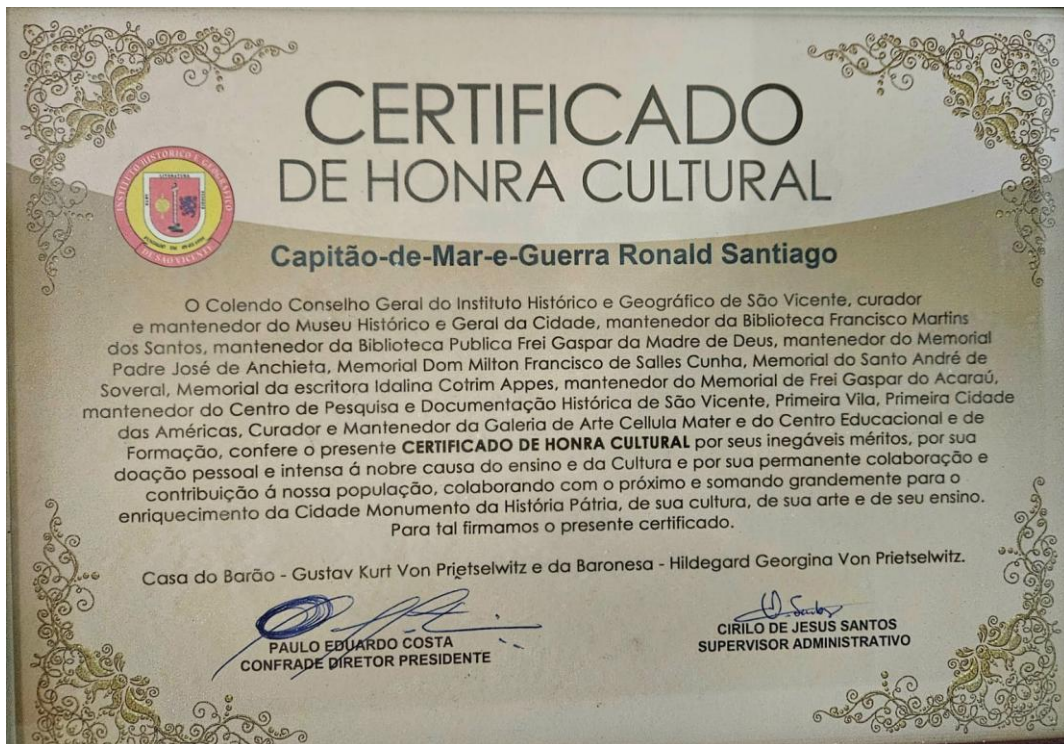 CERTIFICADO
DE HONRA CULTURAL
INSTITUTO HISTÓRICO E GEOGRÁFICO
DE SÃO VICENTE
LITERATURA
Capitão-de-Mar-e-Guerra Ronald Santiago
O Colendo Conselho Geral do Instituto Histórico e Geográfico de São Vicente, curador
e mantenedor do Museu Histórico e Geral da Cidade, mantenedor da Biblioteca Francisco Martins
dos Santos, mantenedor da Biblioteca Publica Frei Gaspar da Madre de Deus, mantenedor do Memorial
Padre José de Anchieta, Memorial Dom Milton Francisco de Salles Cunha, Memorial do Santo André de
Soveral, Memorial da escritora Idalina Cotrim Appes, mantenedor do Memorial de Frei Gaspar do Acaraú,
mantenedor do Centro de Pesquisa e Documentação Histórica de São Vicente, Primeira Vila, Primeira Cidade
das Américas, Curador e Mantenedor da Galeria de Arte Cellula Mater e do Centro Educacional e de
Formação, confere o presente CERTIFICADO DE HONRA CULTURAL por seus inegáveis méritos, por sua
doação pessoal e intensa á nobre causa do ensino e da Cultura e por sua permanente colaboração e
contribuição á nossa população, colaborando com o próximo e somando grandemente para o
enriquecimento da Cidade Monumento da História Pátria, de sua cultura, de sua arte e de seu ensino.
Para tal firmamos o presente certificado.
Casa do Barão - Gustav Kurt Von Prietselwitz e da Baronesa - Hildegard Georgina Von Prietselwitz.
PAULO EDUARDO COSTA
CONFRADE DIRETOR PRESIDENTE
CIRILO DE JESUS SANTOS
SUPERVISOR ADMINISTRATIVO